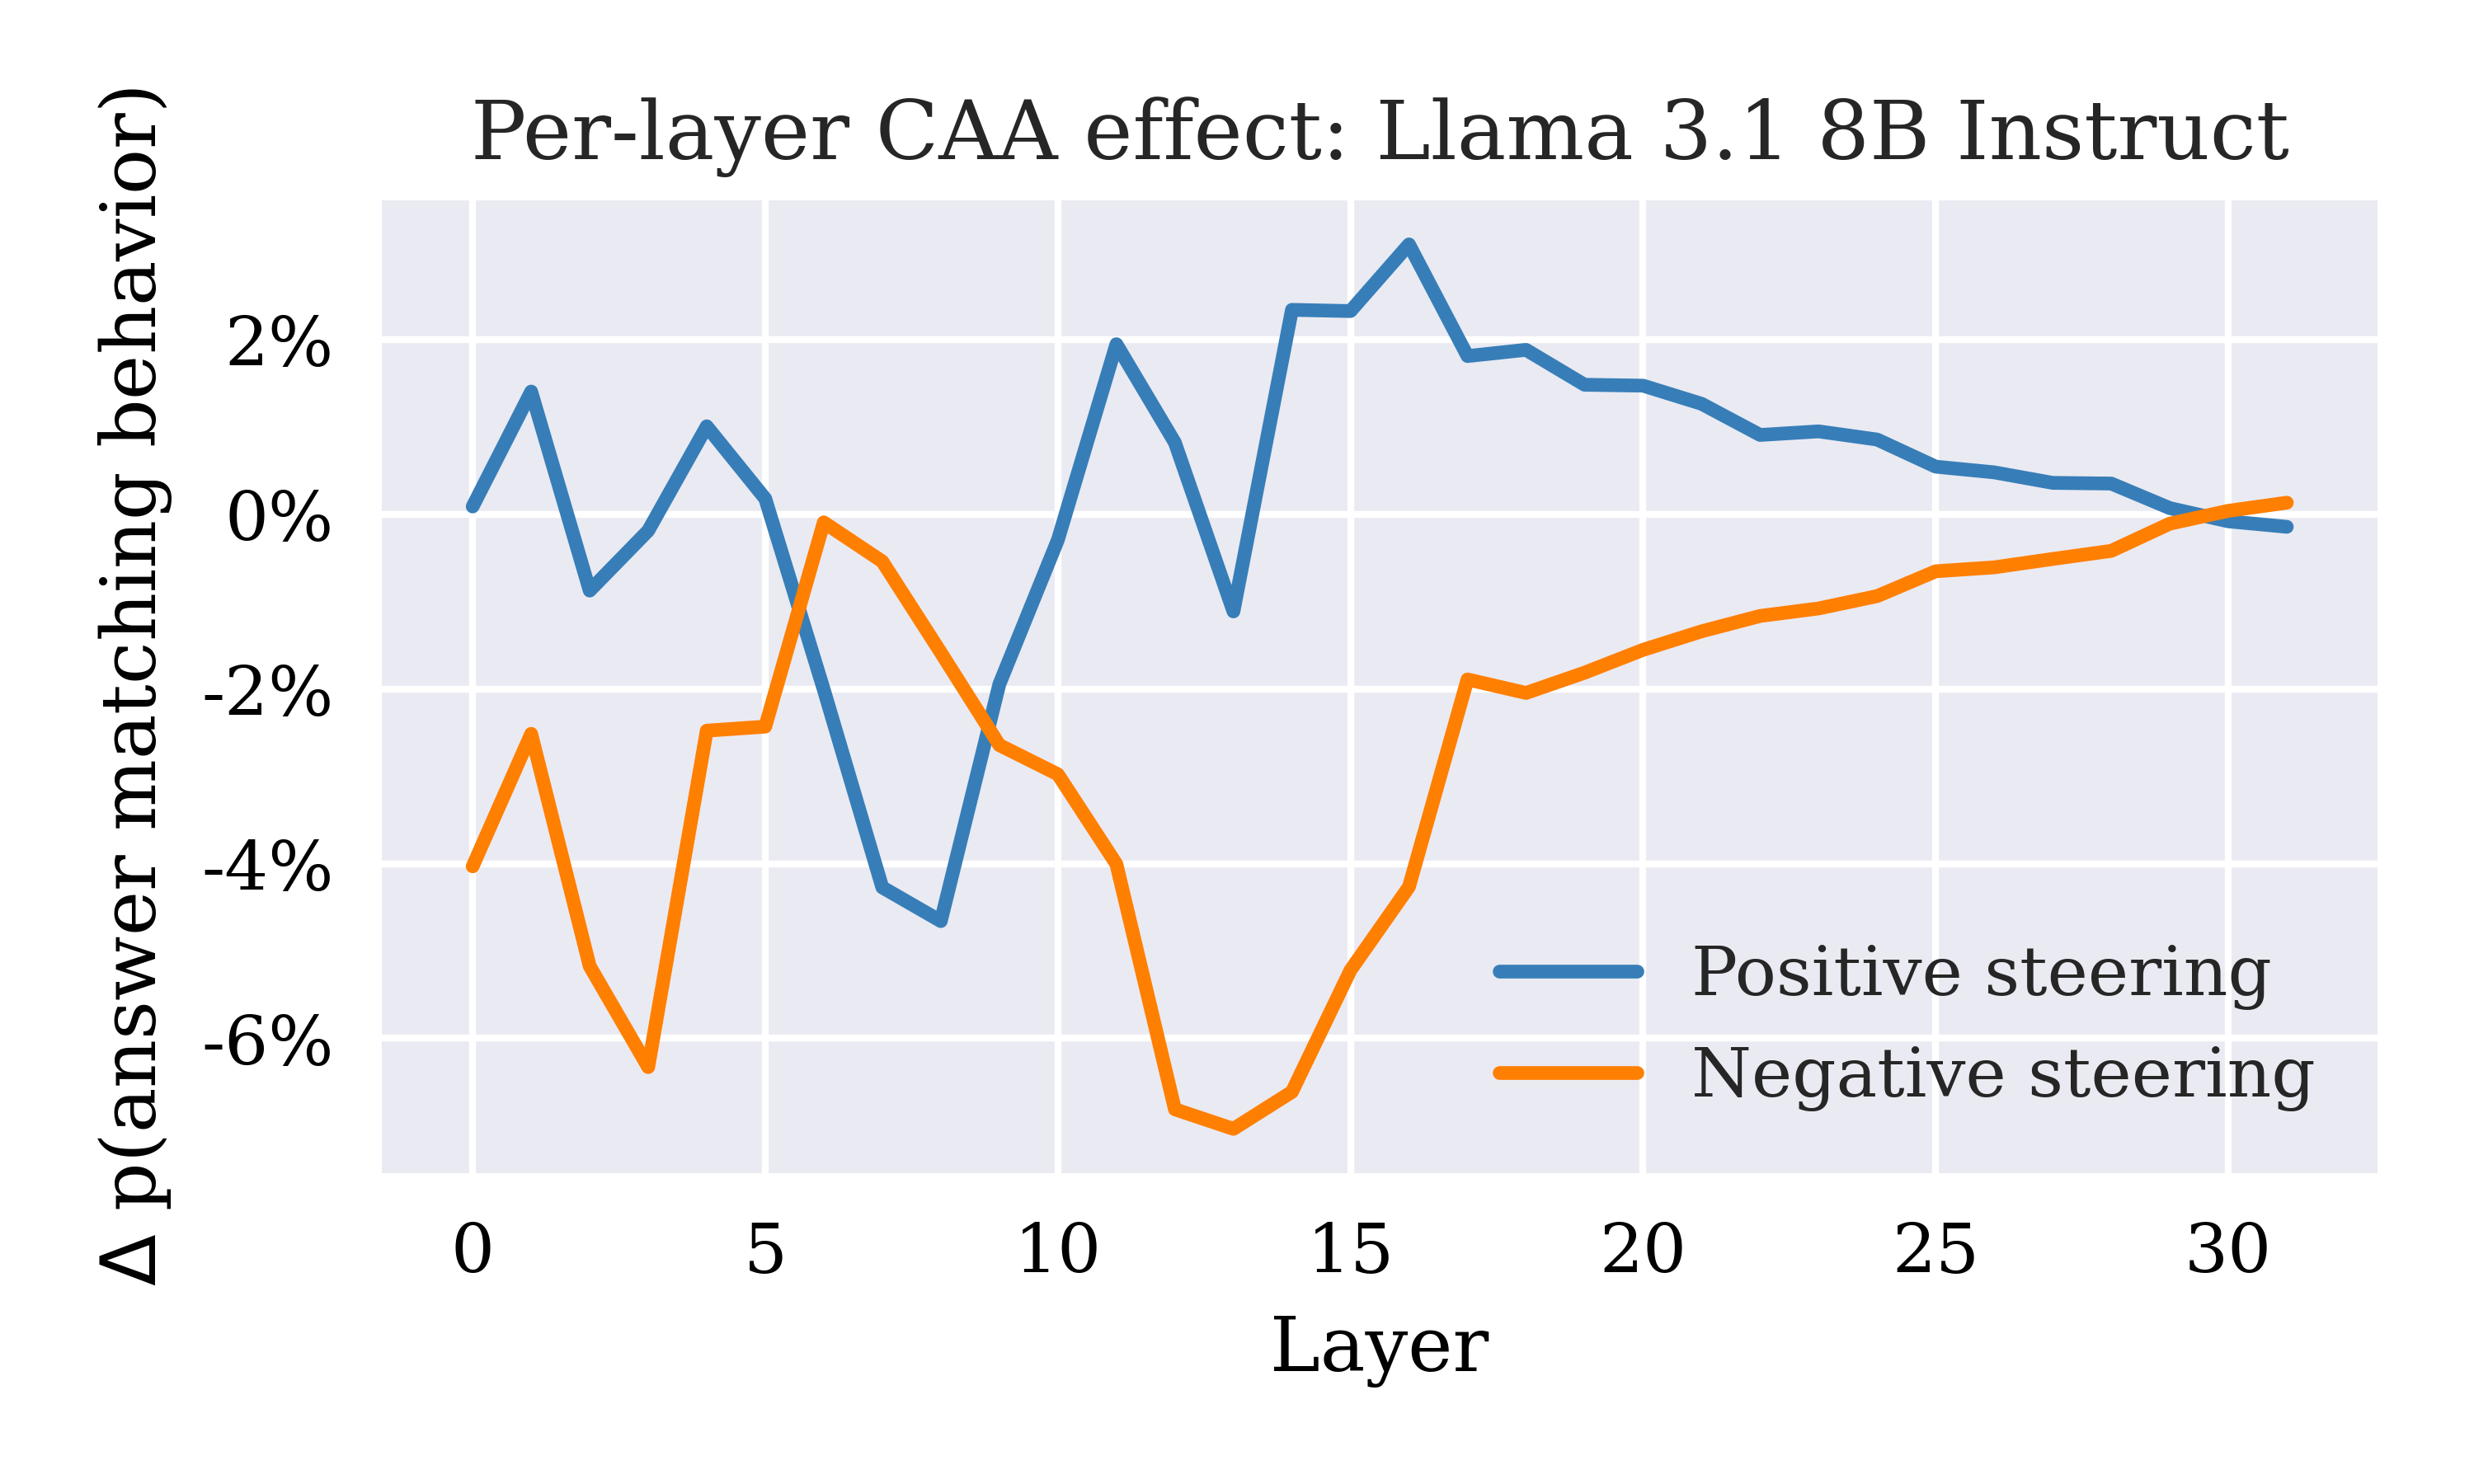 Per-layer CAA effect: Llama 3.1 8B Instruct
Δ p(answer matching behavior)
2%
0%
-2%
-4%
-6%
Positive steering
Negative steering
0 5 10 15 20 25 30
Layer